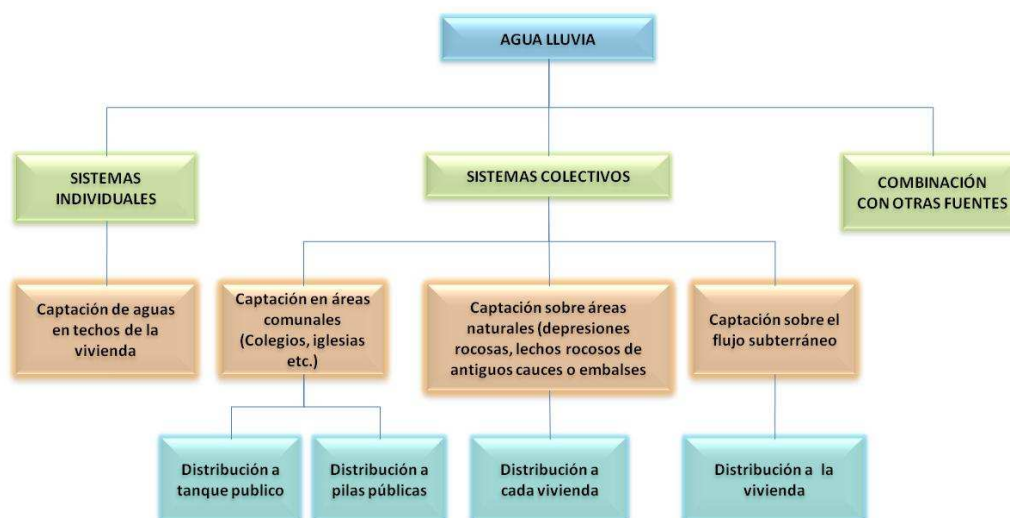 AGUA LLUVIA
SISTEMAS
INDIVIDUALES
SISTEMAS COLECTIVOS
COMBINACIÓN
CON OTRAS FUENTES
Captación de aguas
en techos de la
vivienda
Captación en áreas
comunales
(Colegios, iglesias
etc.)
Captación sobre áreas
naturales (depresiones
rocosas, lechos rocosos de
antiguos cauces o embalses
Captación sobre el
flujo subterráneo
Distribución a
tanque publico
Distribución a
pilas públicas
Distribución a
cada vivienda
Distribución a la
vivienda